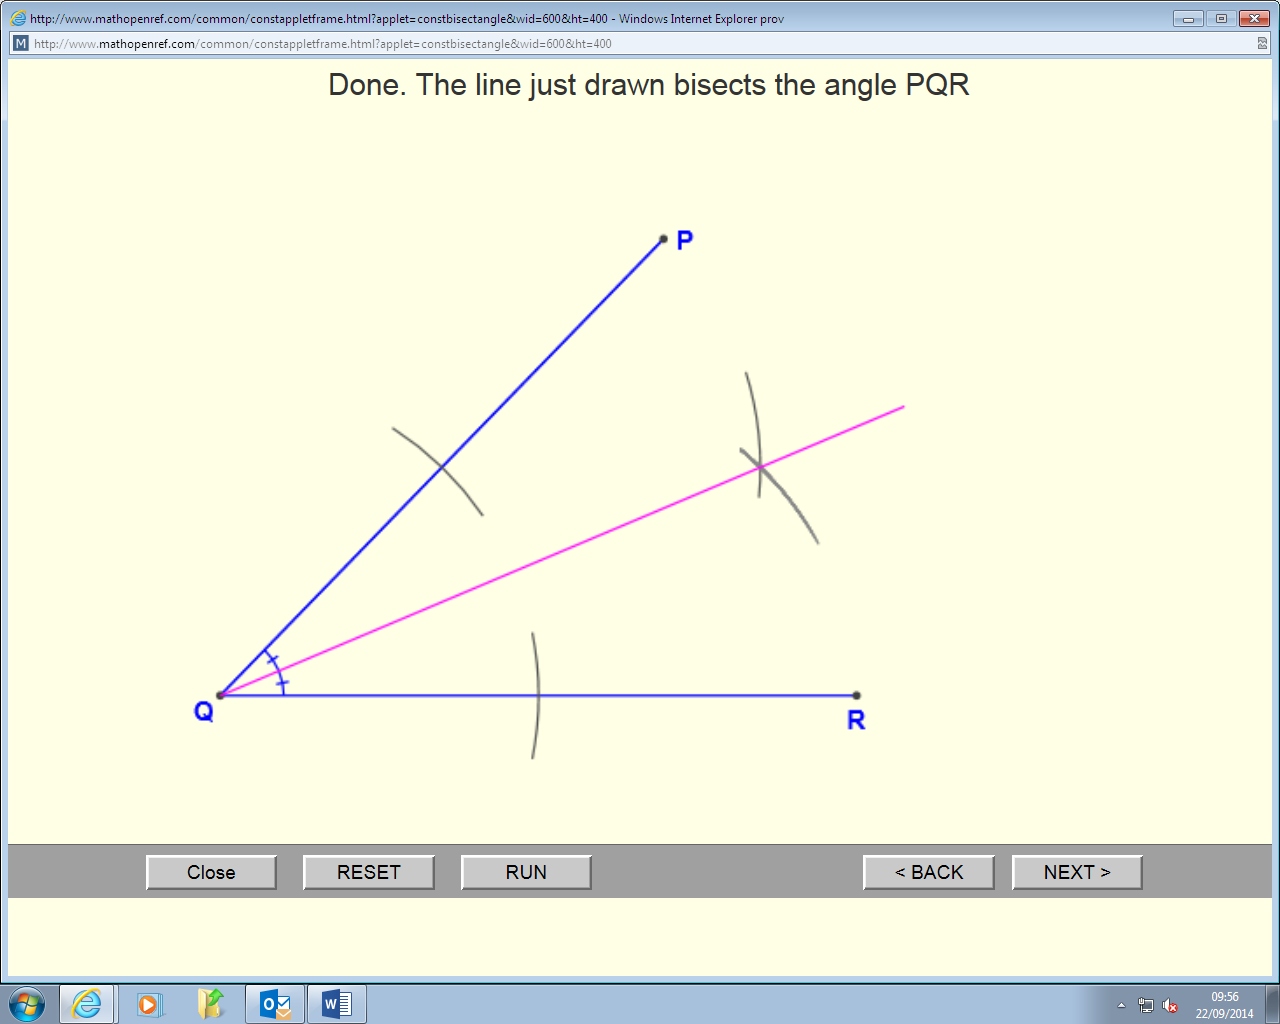 http://www.mathopenref.com/common/constappletframe.html?applet=constbisectangle&wid=600&ht=400 - Windows Internet Explorer prov
M http://www.mathopenref.com/common/constappletframe.html?applet=constbisectangle&wid=600&ht=400
Done. The line just drawn bisects the angle PQR
P
Q
R
Close RESET RUN < BACK NEXT >
09:56
22/09/2014